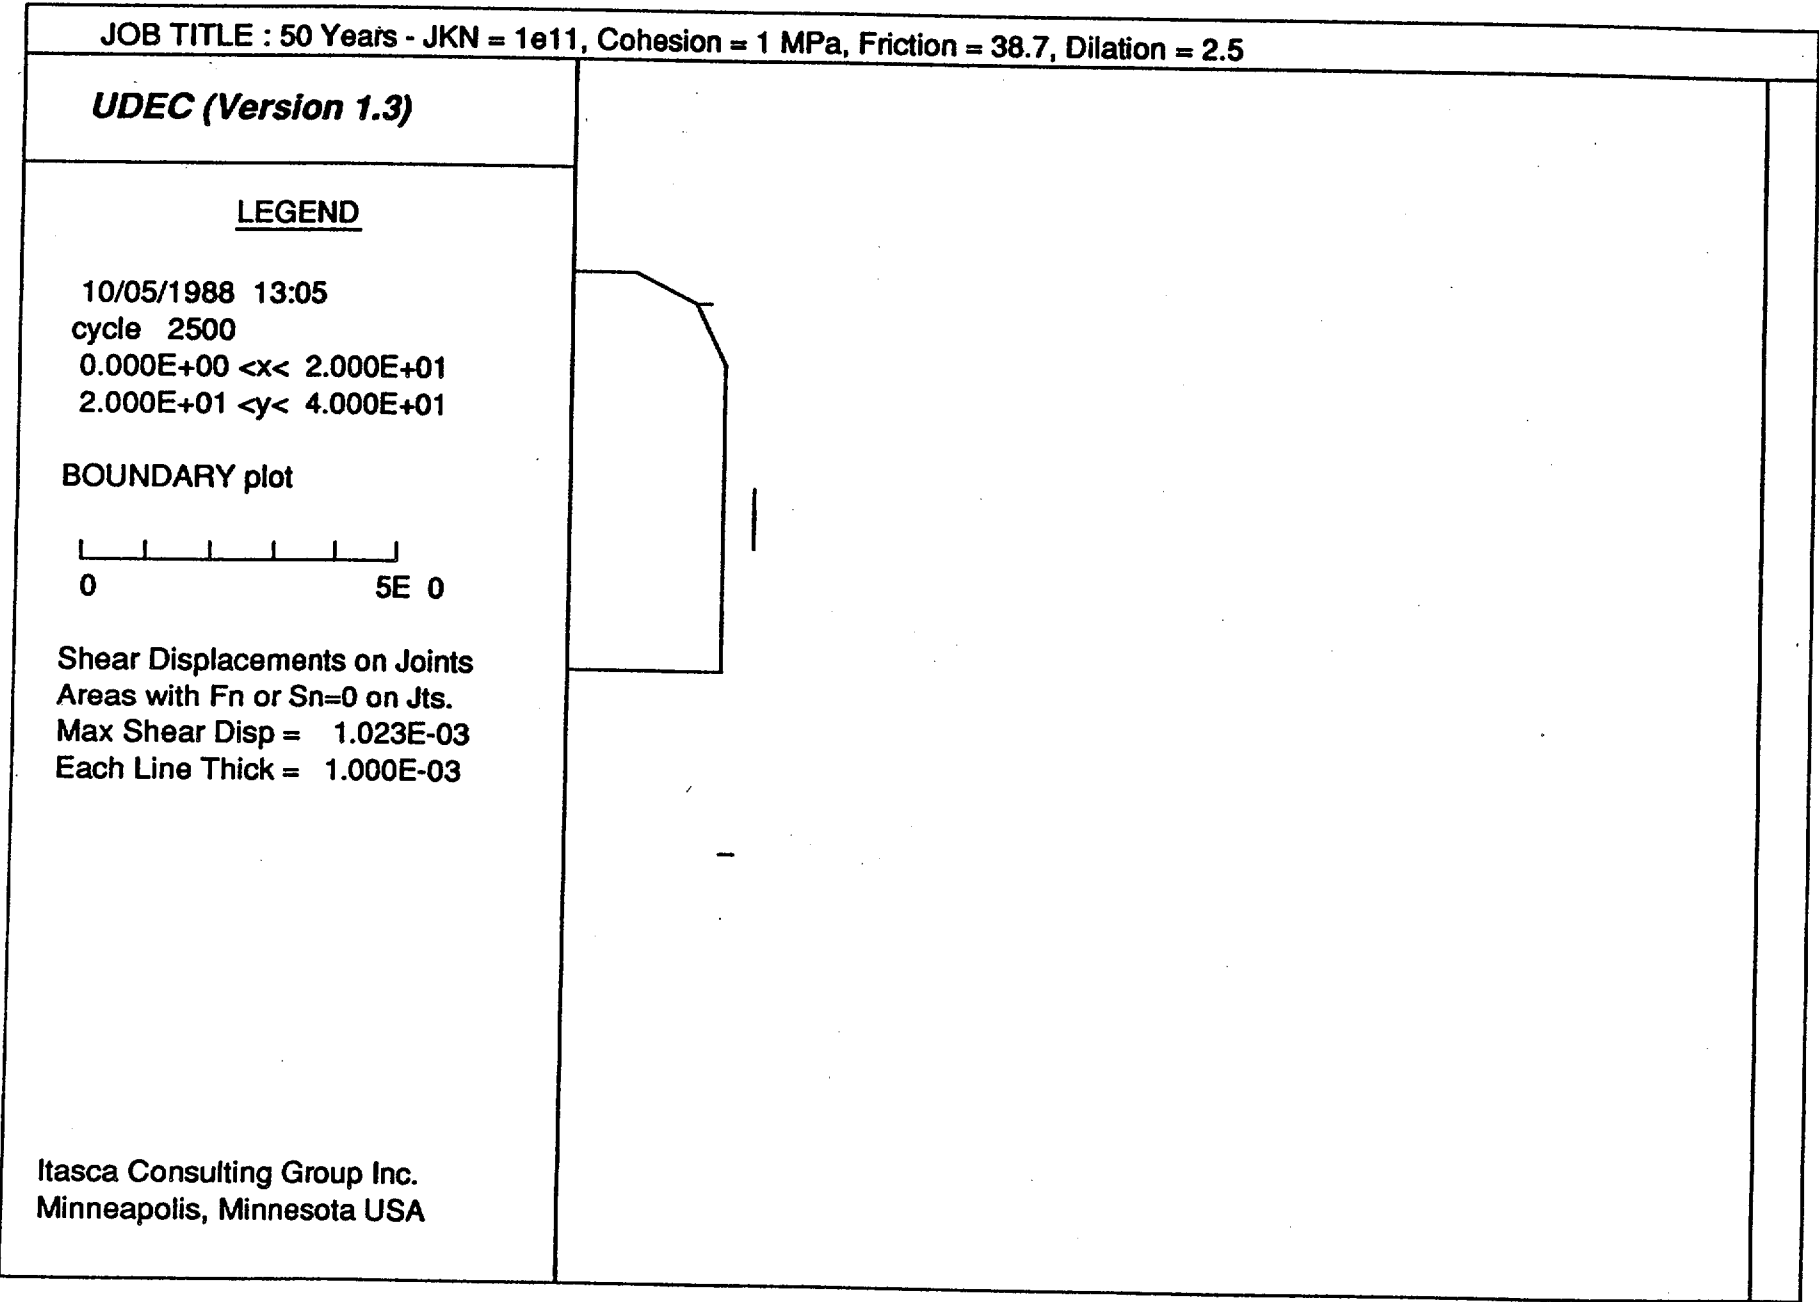 JOB TITLE : 50 Years - JKN = 1e11, Cohesion = 1 MPa, Friction = 38.7, Dilation = 2.5
UDEC (Version 1.3)
LEGEND
10/05/1988 13:05
cycle 2500
0.000E+00 <x< 2.000E+01
2.000E+01 <y< 4.000E+01
BOUNDARY plot
0 5E 0
Shear Displacements on Joints
Areas with Fn or Sn=0 on Jts.
Max Shear Disp = 1.023E-03
Each Line Thick = 1.000E-03
Itasca Consulting Group Inc.
Minneapolis, Minnesota USA